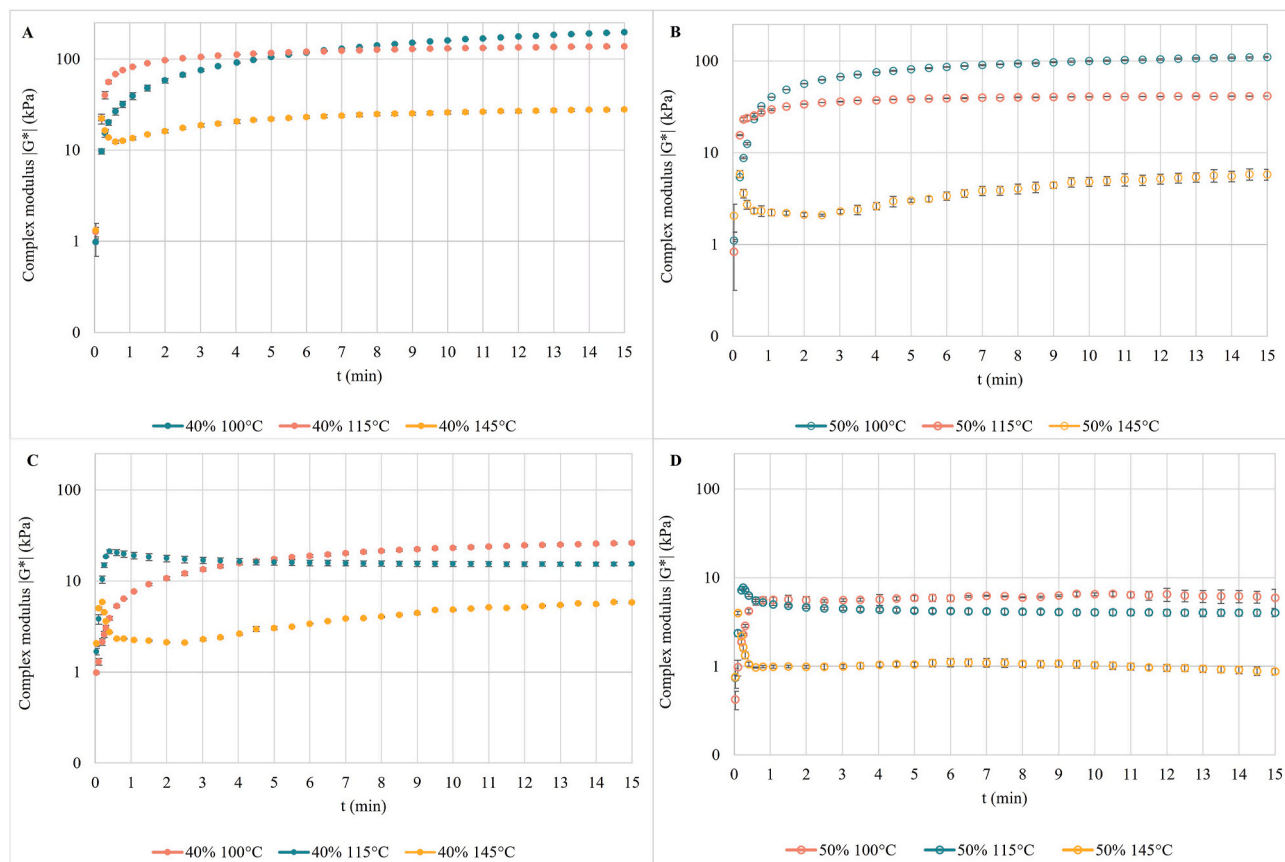 A
Complex modulus |G*| (kPa)
100
10
1
0
0 1 2 3 4 5 6 7 8 9 10 11 12 13 14 15
t (min)
40% 100°C 40% 115°C 40% 145°C
B
Complex modulus |G*| (kPa)
100
10
1
0
0 1 2 3 4 5 6 7 8 9 10 11 12 13 14 15
t (min)
50% 100°C 50% 115°C 50% 145°C
C
Complex modulus |G*| (kPa)
100
10
1
0
0 1 2 3 4 5 6 7 8 9 10 11 12 13 14 15
t (min)
40% 100°C 40% 115°C 40% 145°C
D
Complex modulus |G*| (kPa)
100
10
1
0
0 1 2 3 4 5 6 7 8 9 10 11 12 13 14 15
t (min)
50% 100°C 50% 115°C 50% 145°C